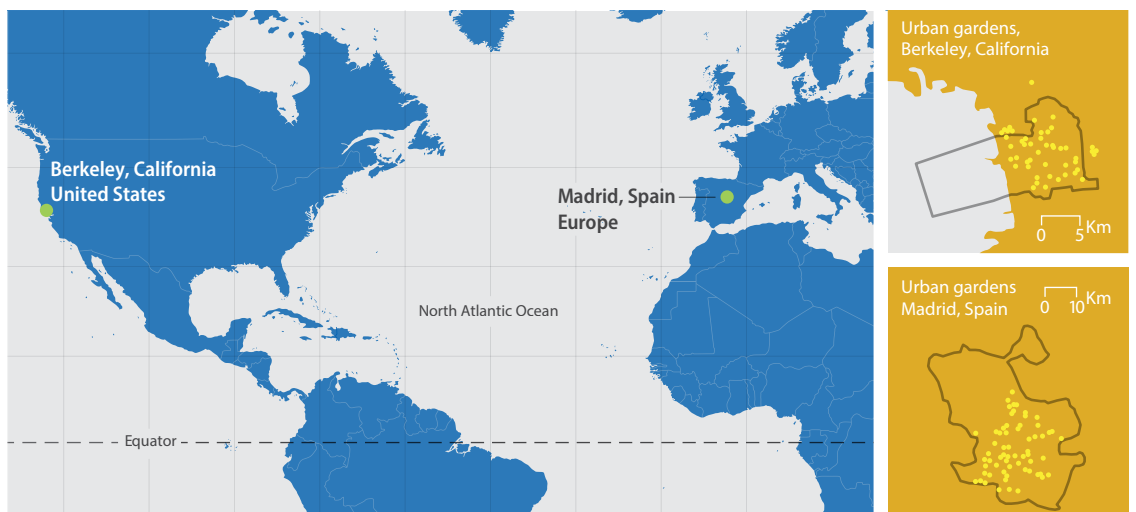 Berkeley, California
United States
Madrid, Spain
Europe
North Atlantic Ocean
Equator
Urban gardens,
Berkeley, California
0 5 Km
Urban gardens
Madrid, Spain
0 10 Km